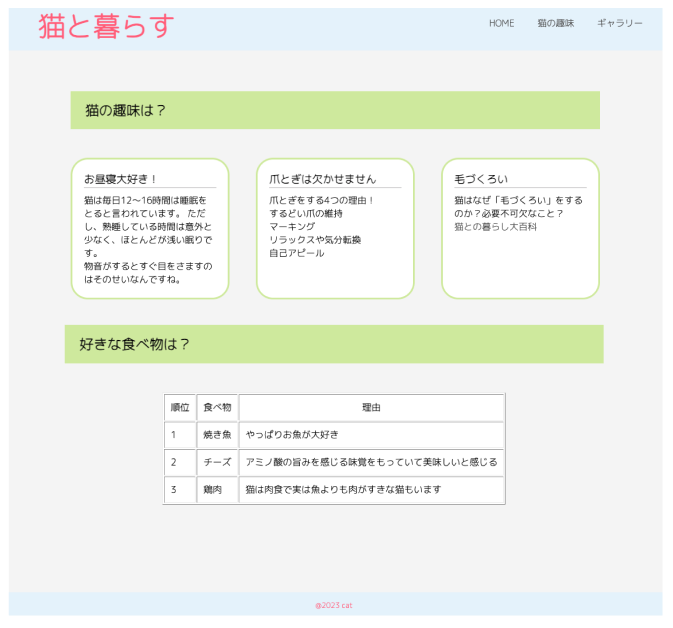 猫と暮らす
HOME 猫の趣味 ギャラリー
猫の趣味は？
お昼寝大好き！
猫は毎日12〜16時間は睡眠を
とると言われています。 ただ
し、熟睡している時間は意外と
少なく、ほとんどが浅い眠りで
す。
物音がするとすぐ目をさますの
はそのせいなんですね。
爪とぎは欠かせません
爪とぎをする4つの理由！
するどい爪の維持
マーキング
リラックスや気分転換
自己アピール
毛づくろい
猫はなぜ「毛づくろい」をする
のか？必要不可欠なこと？
猫との暮らし大百科
好きな食べ物は？
順位 食べ物 理由
1 焼き魚 やっぱりお魚が大好き
2 チーズ アミノ酸の旨みを感じる味覚をもっていて美味しいと感じる
3 鶏肉 猫は肉食で実は魚よりも肉がすきな猫もいます
@2023 cat